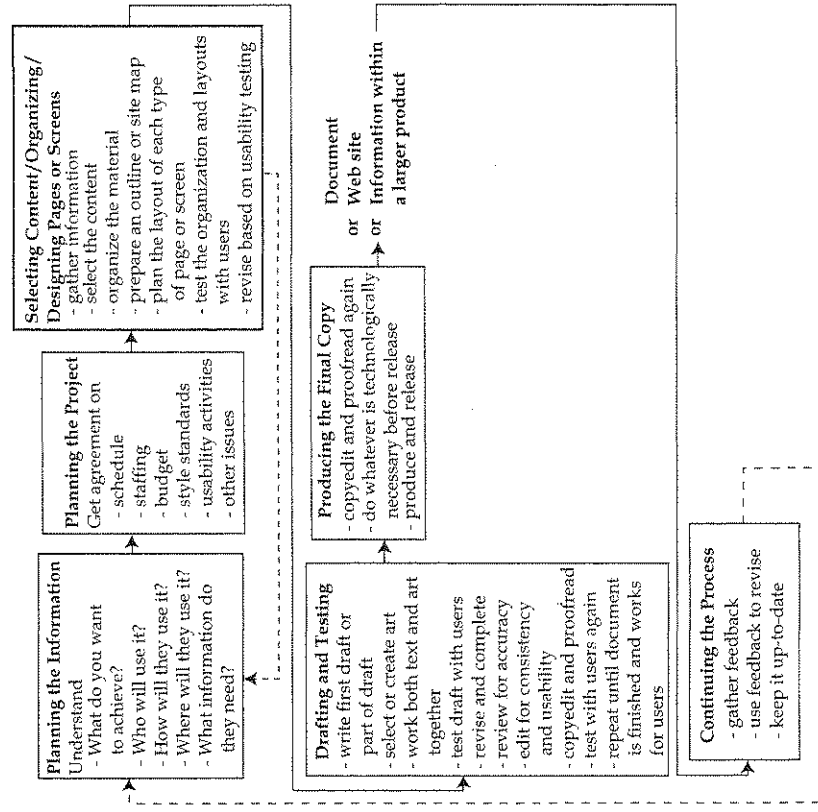 Planning the Information
Understand
- What do you want
to achieve?
- Who will use it?
- How will they use it?
- Where will they use it?
- What information do
they need?
Planning the Project
Get agreement on
- schedule
- staffing
- budget
- style standards
- usability activities
- other issues
Selecting Content/Organizing/
Designing Pages or Screens
- gather information
- select the content
- organize the material
- prepare an outline or site map
- plan the layout of each type
of page or screen
- test the organization and layouts
with users
- revise based on usability testing
Drafting and Testing
- write first draft or
part of draft
- select or create art
- work both text and art
together
- test draft with users
- revise and complete
- review for accuracy
- edit for consistency
and usability
- copyedit and proofread
- test with users again
- repeat until document
is finished and works
for users
Producing the Final Copy
- copyedit and proofread again
- do whatever is technologically
necessary before release
- produce and release
Document
or Web site
or Information within
a larger product
Continuing the Process
- gather feedback
- use feedback to revise
- keep it up-to-date